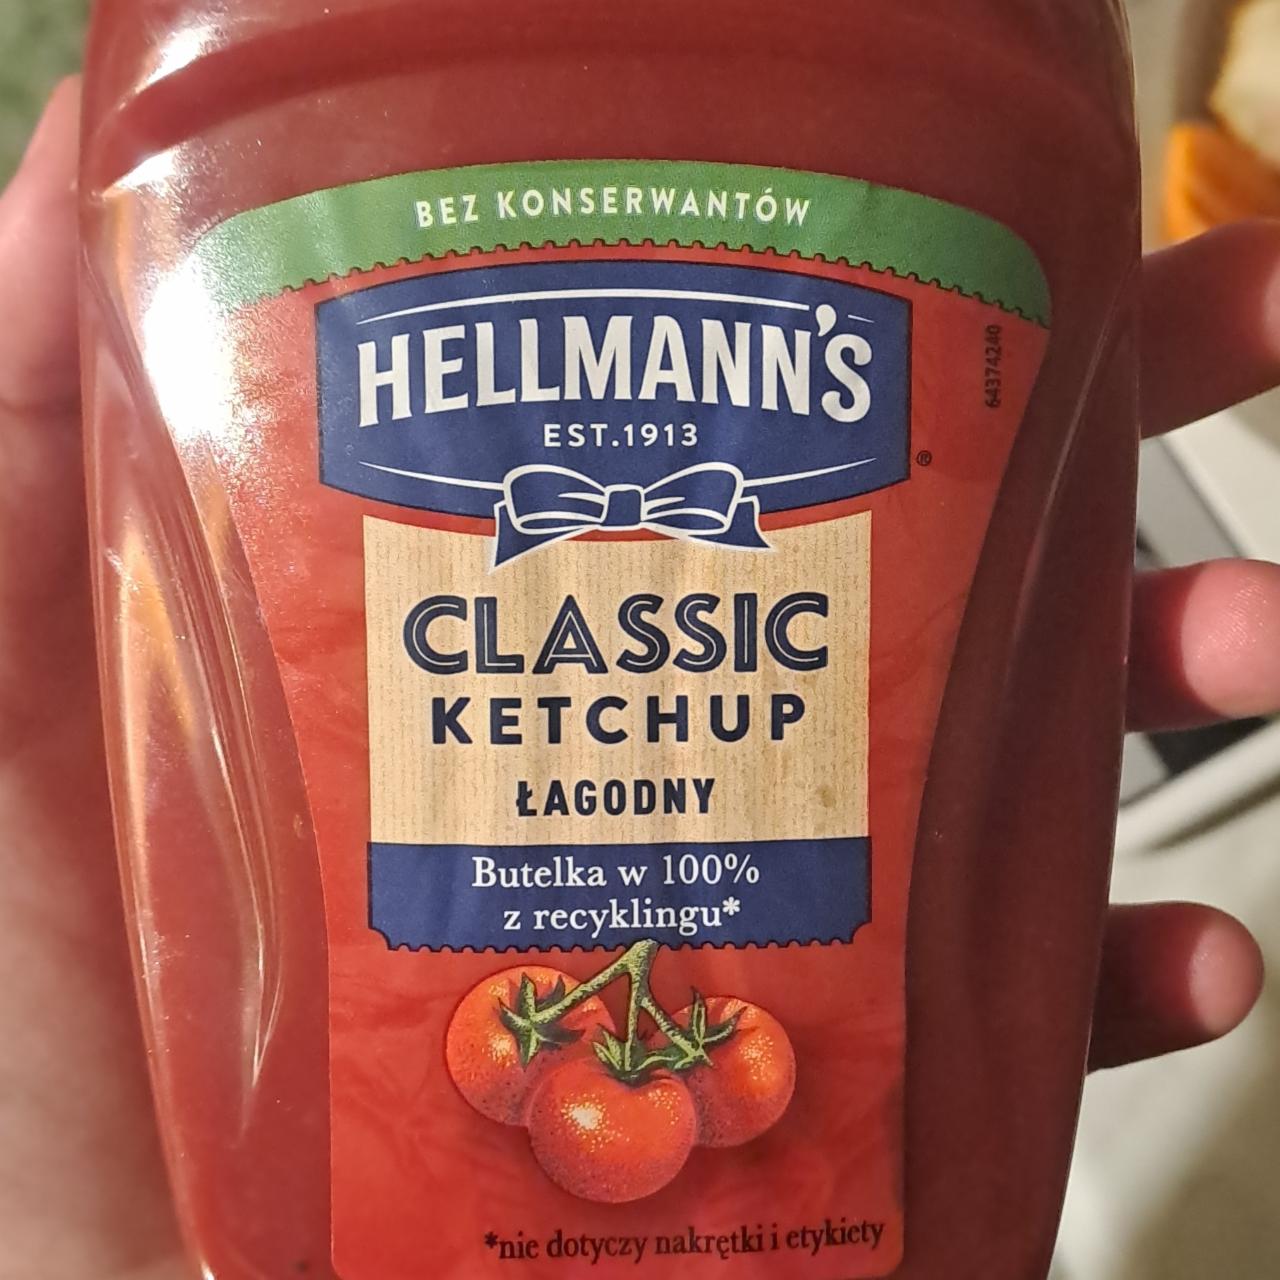 BEZ KONSERWANTÓW
HELLMANN'S
EST.1913
®
64374240
CLASSIC
KETCHUP
ŁAGODNY
Butelka w 100%
z recyklingu*
*nie dotyczy nakrętki i etykiety